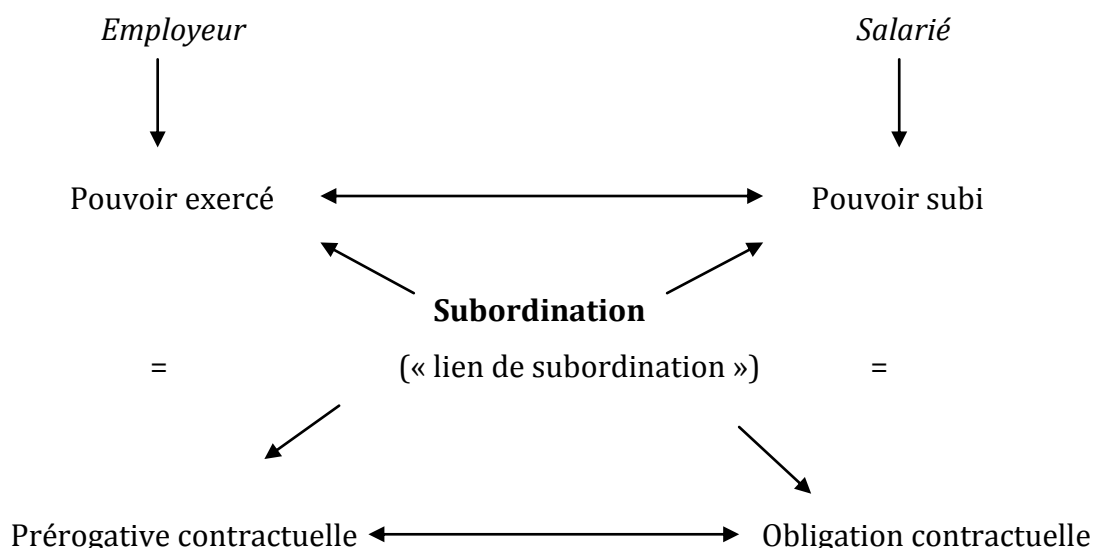 Employeur Salarié
Pouvoir exercé Pouvoir subi
Subordination
= (« lien de subordination ») =
Prérogative contractuelle Obligation contractuelle